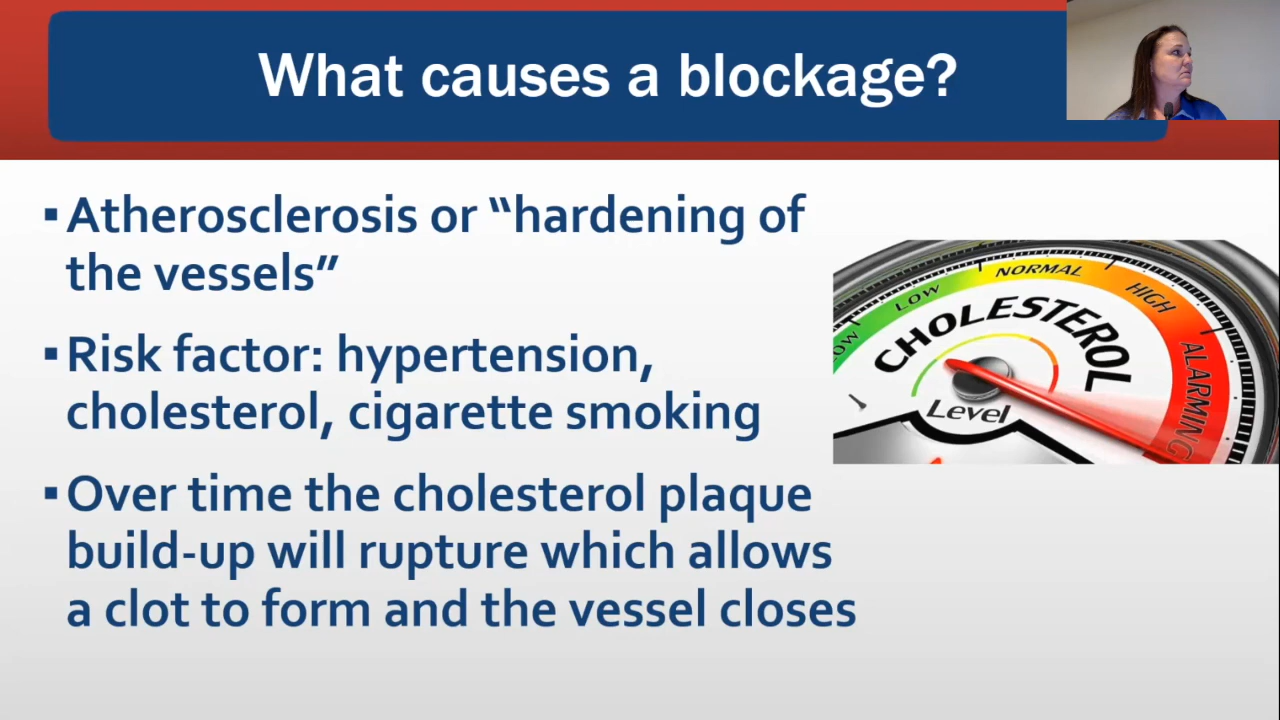 What causes a blockage?
▪Atherosclerosis or “hardening of
the vessels”
▪Risk factor: hypertension,
cholesterol, cigarette smoking
▪Over time the cholesterol plaque
build-up will rupture which allows
a clot to form and the vessel closes
LOW
LOW
NORMAL
HIGH
ALARMING
CHOLESTEROL
Level